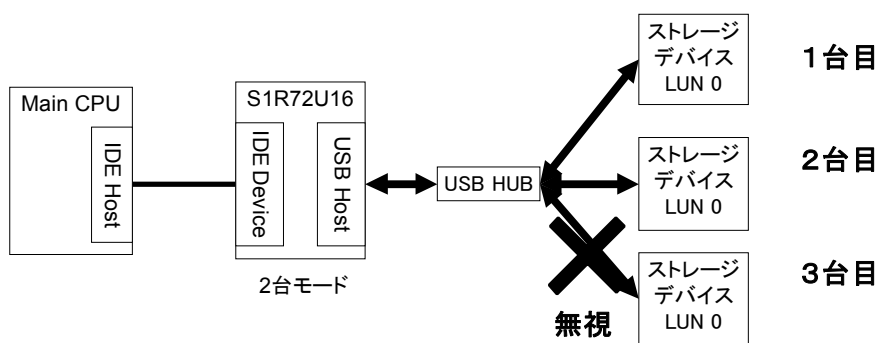 Main CPU
IDE Host
S1R72U16
IDE Device
USB Host
2台モード
USB HUB
ストレージ
デバイス
LUN 0
1台目
ストレージ
デバイス
LUN 0
2台目
ストレージ
デバイス
LUN 0
3台目
無視